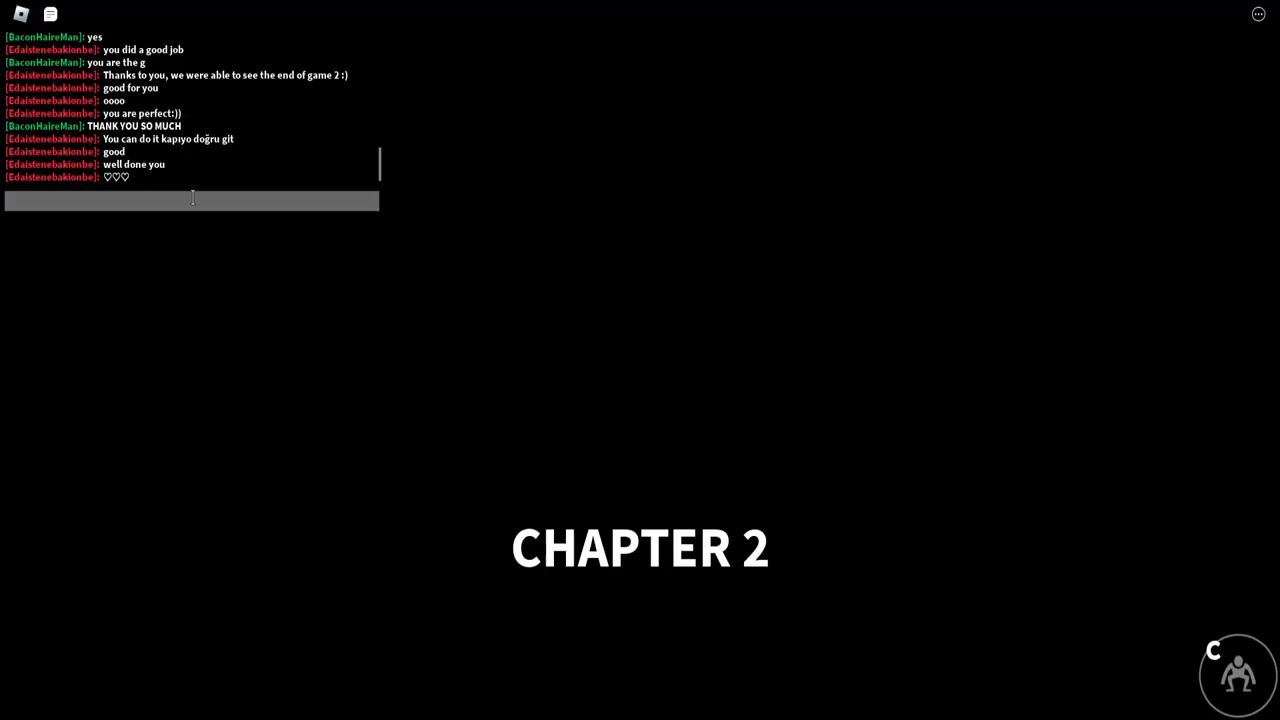 [BaconHaireMan]: yes
[Edaistenebakionbe]: you did a good job
[BaconHaireMan]: you are the g
[Edaistenebakionbe]: Thanks to you, we were able to see the end of game 2 :)
[Edaistenebakionbe]: good for you
[Edaistenebakionbe]: oooo
[Edaistenebakionbe]: you are perfect:))
[BaconHaireMan]: THANK YOU SO MUCH
[Edaistenebakionbe]: You can do it kapıyo doğru git
[Edaistenebakionbe]: good
[Edaistenebakionbe]: well done you
[Edaistenebakionbe]: ♡♡♡
CHAPTER 2
C